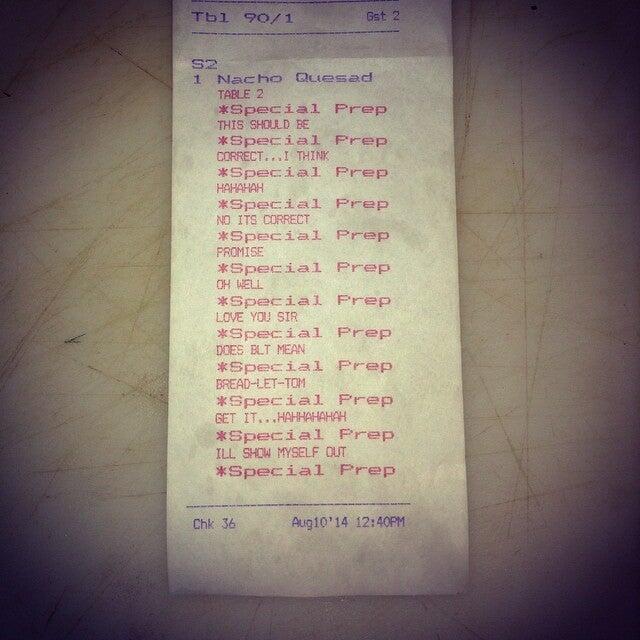 Tbl 90/1 Gst 2
S2
1 Nacho Quesad
TABLE 2
*Special Prep
THIS SHOULD BE
*Special Prep
CORRECT...I THINK
*Special Prep
HAHAHAH
*Special Prep
NO ITS CORRECT
*Special Prep
PROMISE
*Special Prep
OH WELL
*Special Prep
LOVE YOU SIR
*Special Prep
DOES BLT MEAN
*Special Prep
BREAD-LET-TOM
*Special Prep
GET IT...HAHHAHAHAH
*Special Prep
ILL SHOW MYSELF OUT
*Special Prep
Chk 36 Aug10'14 12:40PM